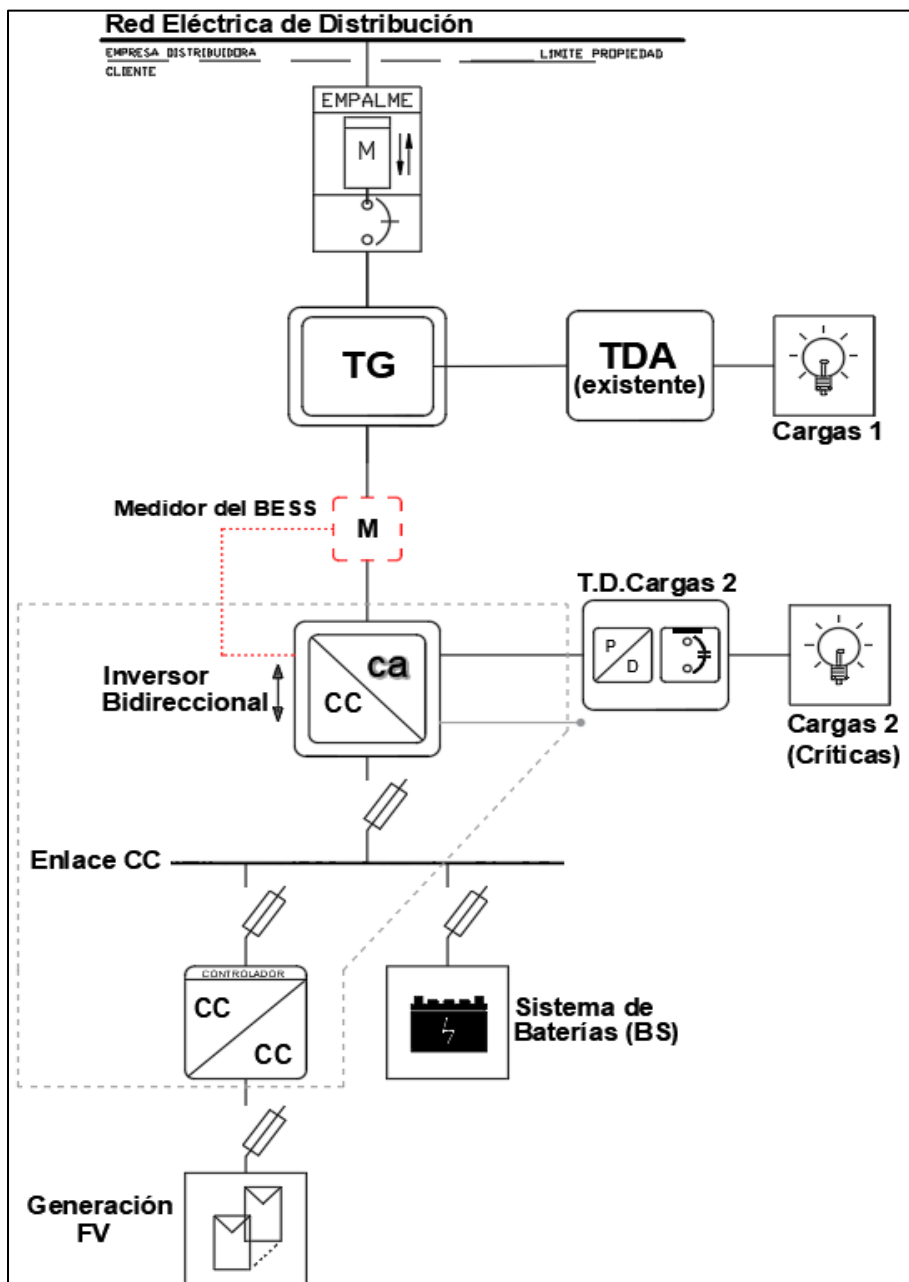 Red Eléctrica de Distribución
EMPRESA DISTRIBUIDORA
LIMITE PROPIEDAD
CLIENTE
EMPALME
M
TG
TDA
(existente)
Cargas 1
Medidor del BESS
M
T.D.Cargas 2
P
D
ca
CC
Inversor
Bidireccional
Cargas 2
(Críticas)
Enlace CC
CONTROLADOR
CC
CC
Sistema de
Baterías (BS)
Generación
FV